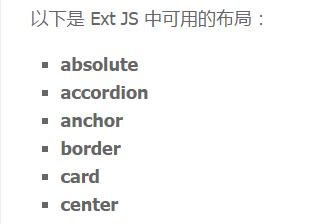 以下是 Ext JS 中可用的布局：
absolute
accordion
anchor
border
card
center